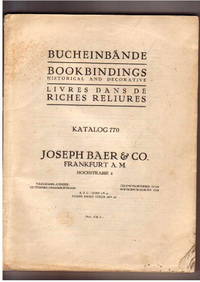 BUCHEINBÄNDE
BOOKBINDINGS
HISTORICAL AND DECORATIVE
LIVRES DANS DE
RICHES RELIURES
KATALOG 770
JOSEPH BAER & CO.
FRANKFURT A. M.
HOCHSTRASSE 6